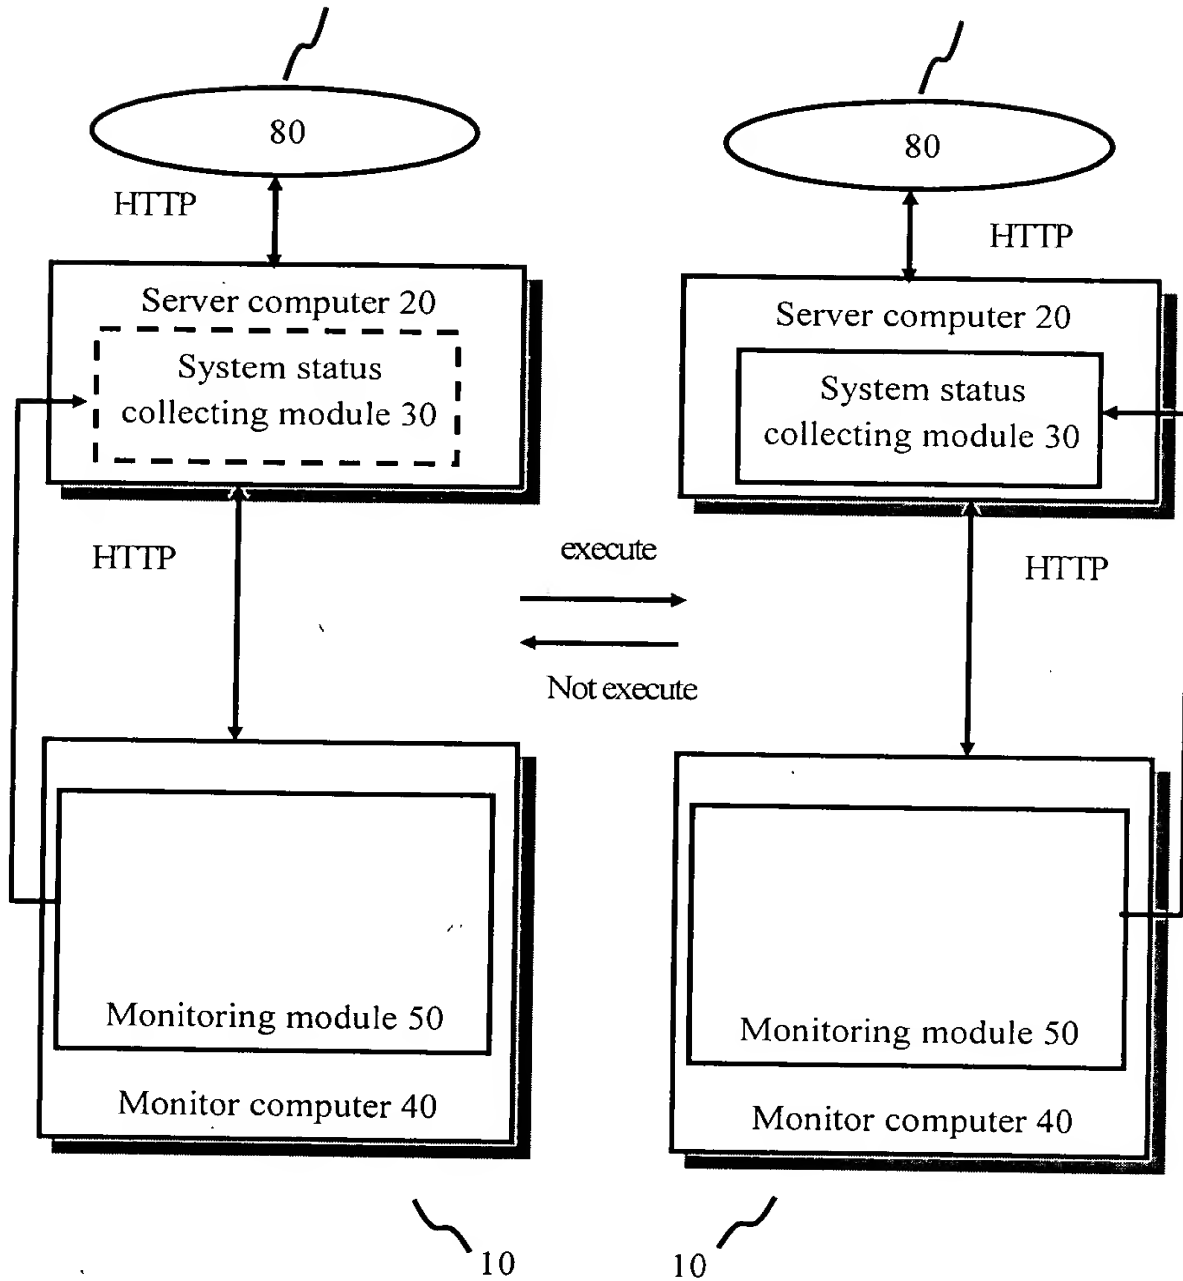 80
HTTP
Server computer 20
System status
collecting module 30
HTTP
Monitoring module 50
Monitor computer 40
10
execute
Not execute
80
HTTP
Server computer 20
System status
collecting module 30
HTTP
Monitoring module 50
Monitor computer 40
10